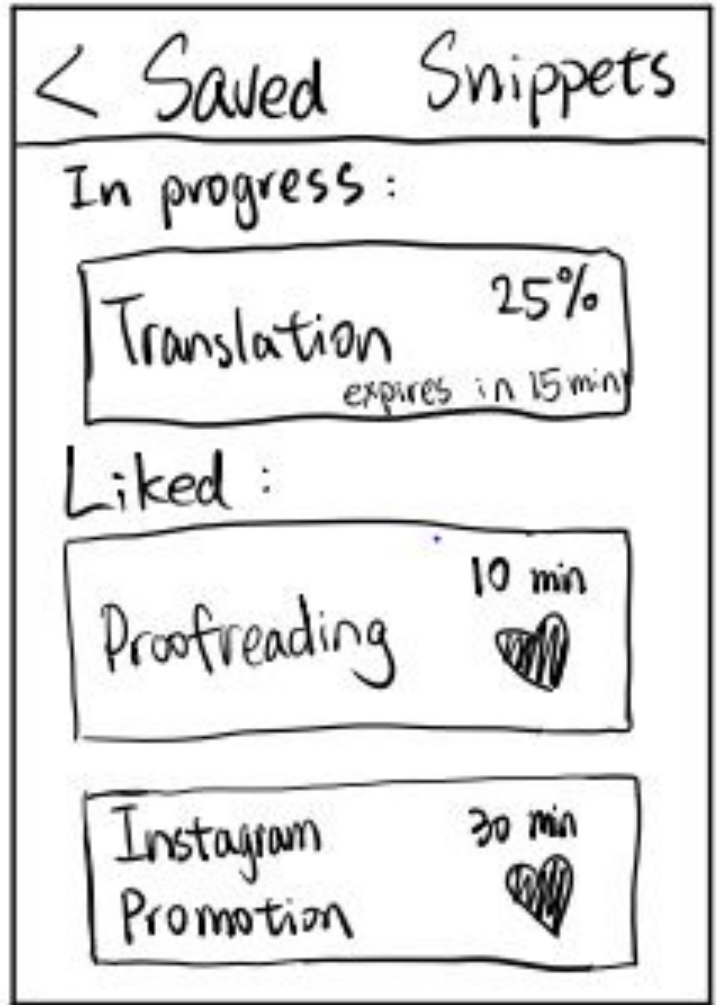 < Saved Snippets
In progress :
Translation 25%
expires in 15 min
Liked :
10 min
Proofreading
Instagram 30 min
Promotion